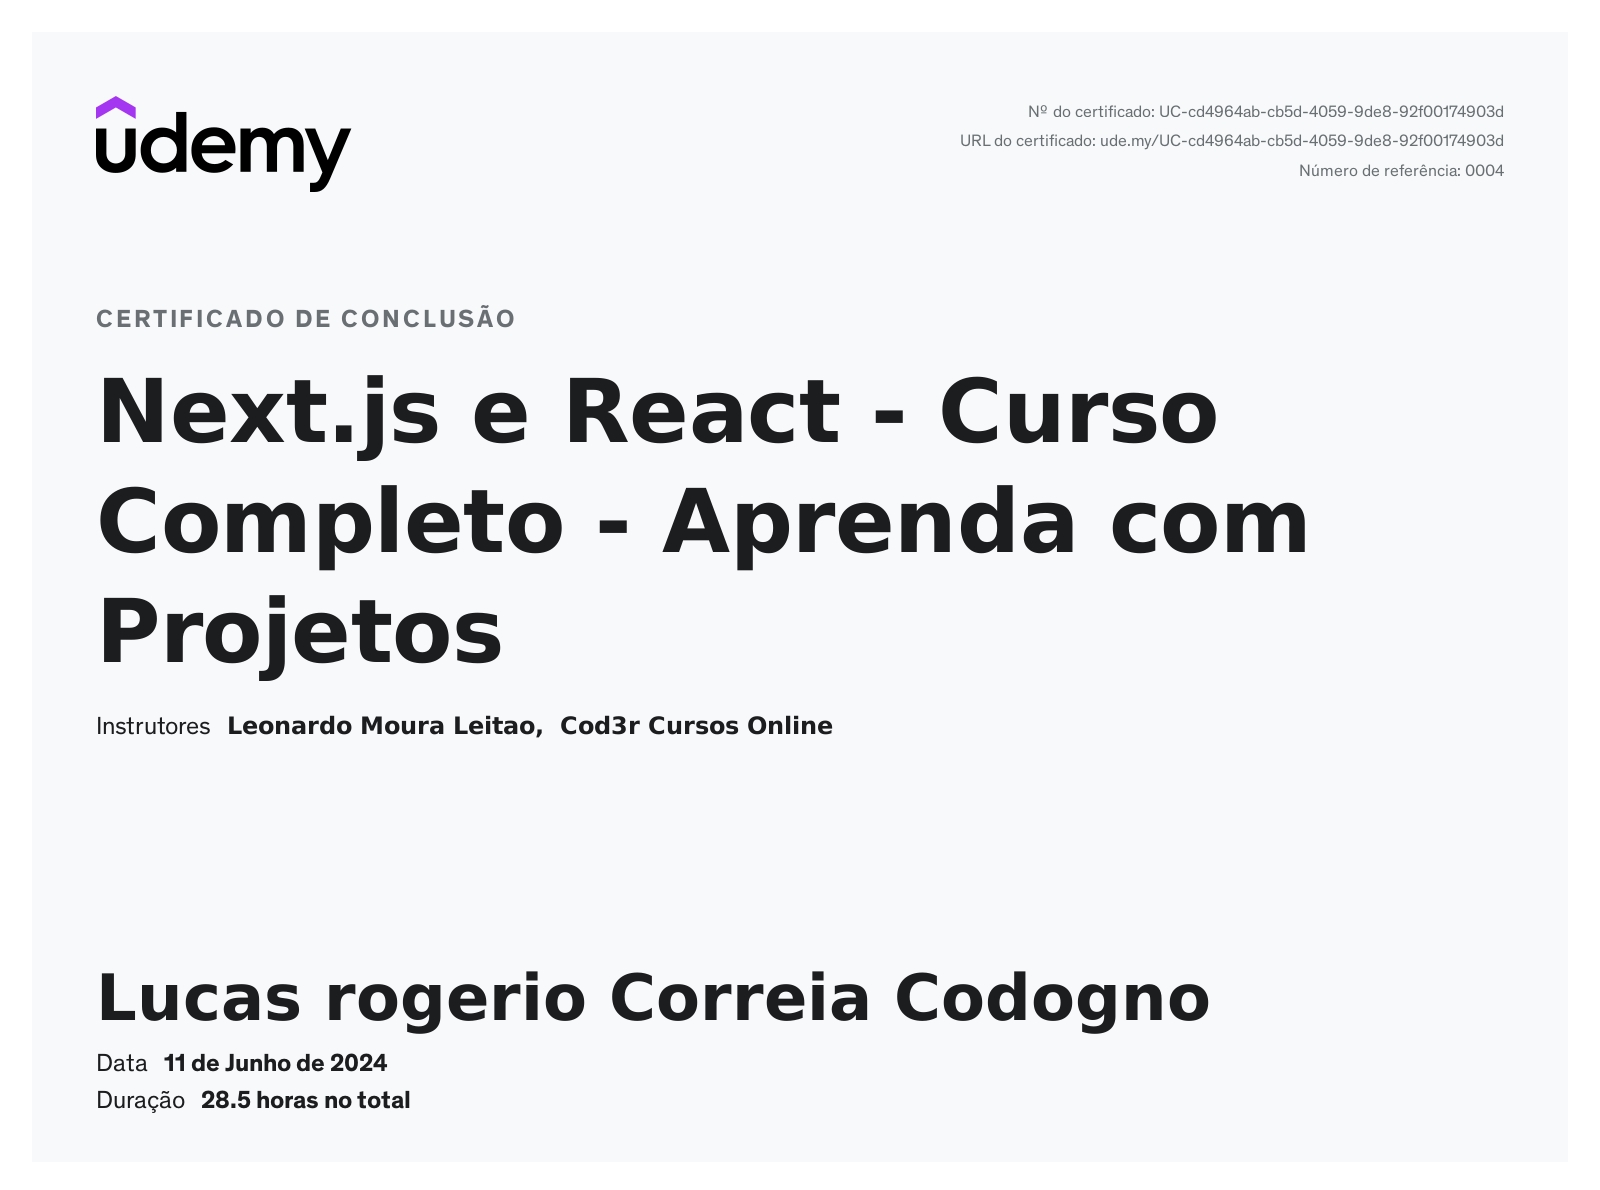 udemy
Nº do certificado: UC-cd4964ab-cb5d-4059-9de8-92f00174903d
URL do certificado: ude.my/UC-cd4964ab-cb5d-4059-9de8-92f00174903d
Número de referência: 0004
CERTIFICADO DE CONCLUSÃO
Next.js e React - Curso
Completo - Aprenda com
Projetos
Instrutores Leonardo Moura Leitao, Cod3r Cursos Online
Lucas rogerio Correia Codogno
Data 11 de Junho de 2024
Duração 28.5 horas no total